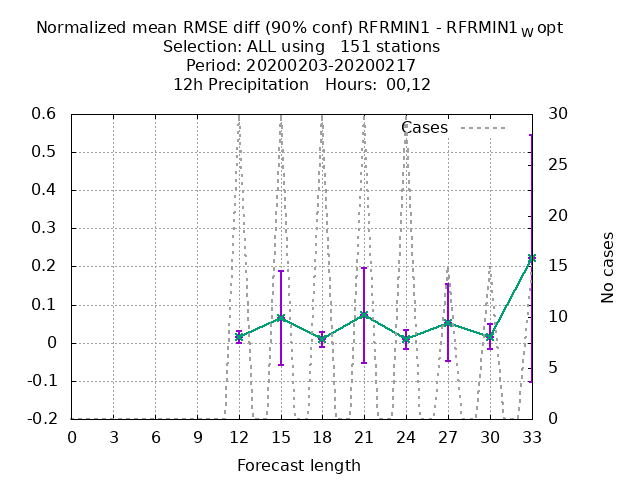 Normalized mean RMSE diff (90% conf) RFRMIN1 - RFRMIN1wopt
Selection: ALL using 151 stations
Period: 20200203-20200217
12h Precipitation Hours: 00,12
Cases
0.6
0.5
0.4
0.3
0.2
0.1
0
-0.1
-0.2
30
25
20
15
10
5
0
No cases
0 3 6 9 12 15 18 21 24 27 30 33
Forecast length